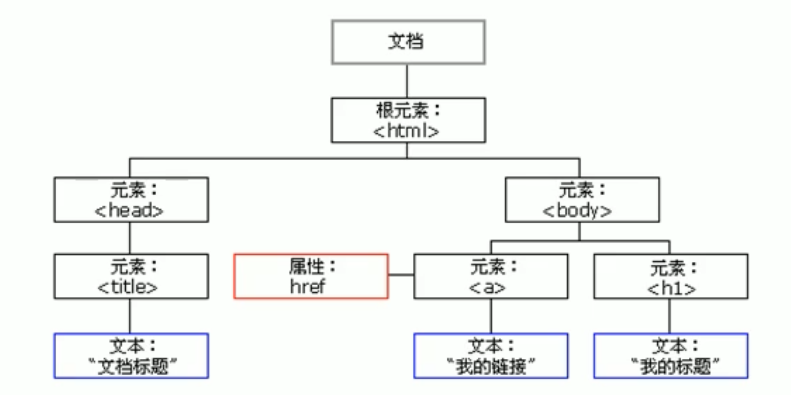 文档
根元素：
<html>
元素：
<head>
元素：
<body>
元素：
<title>
属性：
href
元素：
<a>
元素：
<h1>
文本：
“文档标题”
文本：
“我的链接”
文本：
“我的标题”